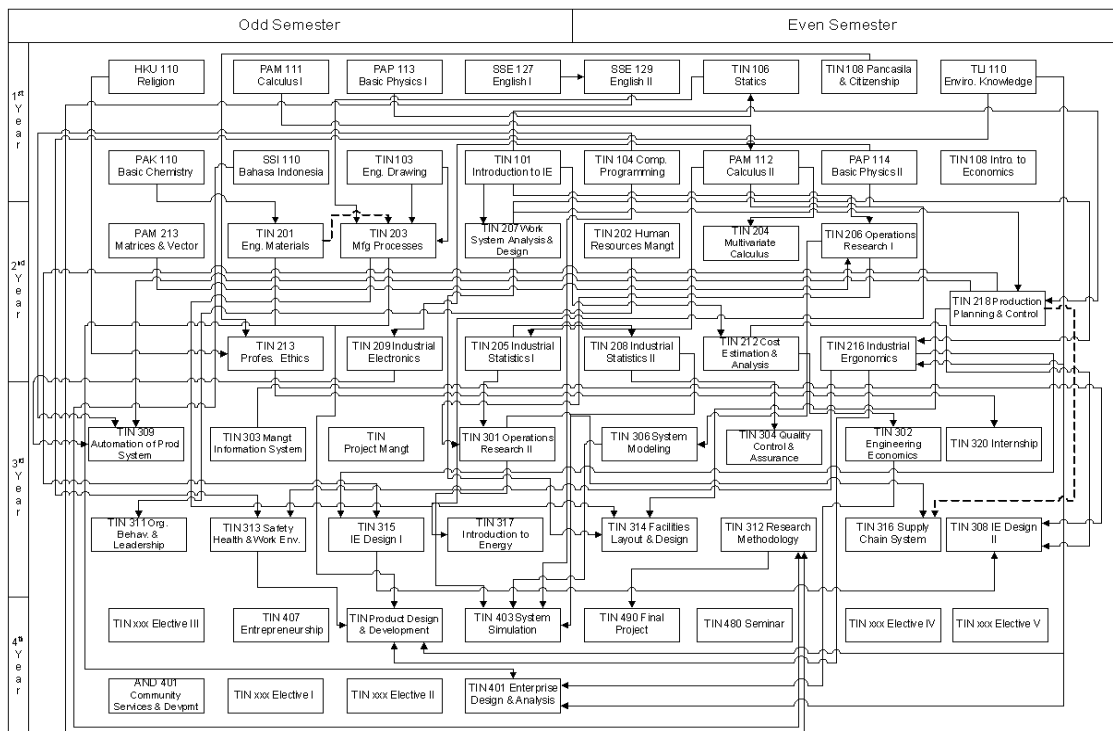 Odd Semester
Even Semester
1st
Year
HKU 110
Religion
PAM 111
Calculus I
PAP 113
Basic Physics I
SSE 127
English I
SSE 129
English II
TIN 106
Statics
TIN 108 Pancasila
& Citizenship
TLI 110
Enviro. Knowledge
PAK 110
Basic Chemistry
SSI 110
Bahasa Indonesia
TIN 103
Eng. Drawing
TIN 101
Introduction to IE
TIN 104 Comp.
Programming
PAM 112
Calculus II
PAP 114
Basic Physics II
TIN 108 Intro. to
Economics
2nd
Year
PAM 213
Matrices & Vector
TIN 201
Eng. Materials
TIN 203
Mfg Processes
TIN 207 Work
System Analysis &
Design
TIN 202 Human
Resources Mangt
TIN 204
Multivariate
Calculus
TIN 206 Operations
Research I
TIN 218 Production
Planning & Control
TIN 213
Profes. Ethics
TIN 209 Industrial
Electronics
TIN 205 Industrial
Statistics I
TIN 208 Industrial
Statistics II
TIN 212 Cost
Estimation &
Analysis
TIN 216 Industrial
Ergonomics
3rd
Year
TIN 309
Automation of Prod
System
TIN 303 Mangt
Information System
TIN
Project Mangt
TIN 301 Operations
Research II
TIN 306 System
Modeling
TIN 304 Quality
Control &
Assurance
TIN 302
Engineering
Economics
TIN 320 Internship
TIN 311 Org.
Behav. &
Leadership
TIN 313 Safety
Health & Work Env.
TIN 315
IE Design I
TIN 317
Introduction to
Energy
TIN 314 Facilities
Layout & Design
TIN 312 Research
Methodology
TIN 316 Supply
Chain System
TIN 308 IE Design
II
4th
Year
TIN xxx Elective III
TIN 407
Entrepreneurship
TIN Product Design
& Development
TIN 403 System
Simulation
TIN 490 Final
Project
TIN 480 Seminar
TIN xxx Elective IV
TIN xxx Elective V
AND 401
Community
Services & Devpmt
TIN xxx Elective I
TIN xxx Elective II
TIN 401 Enterprise
Design & Analysis